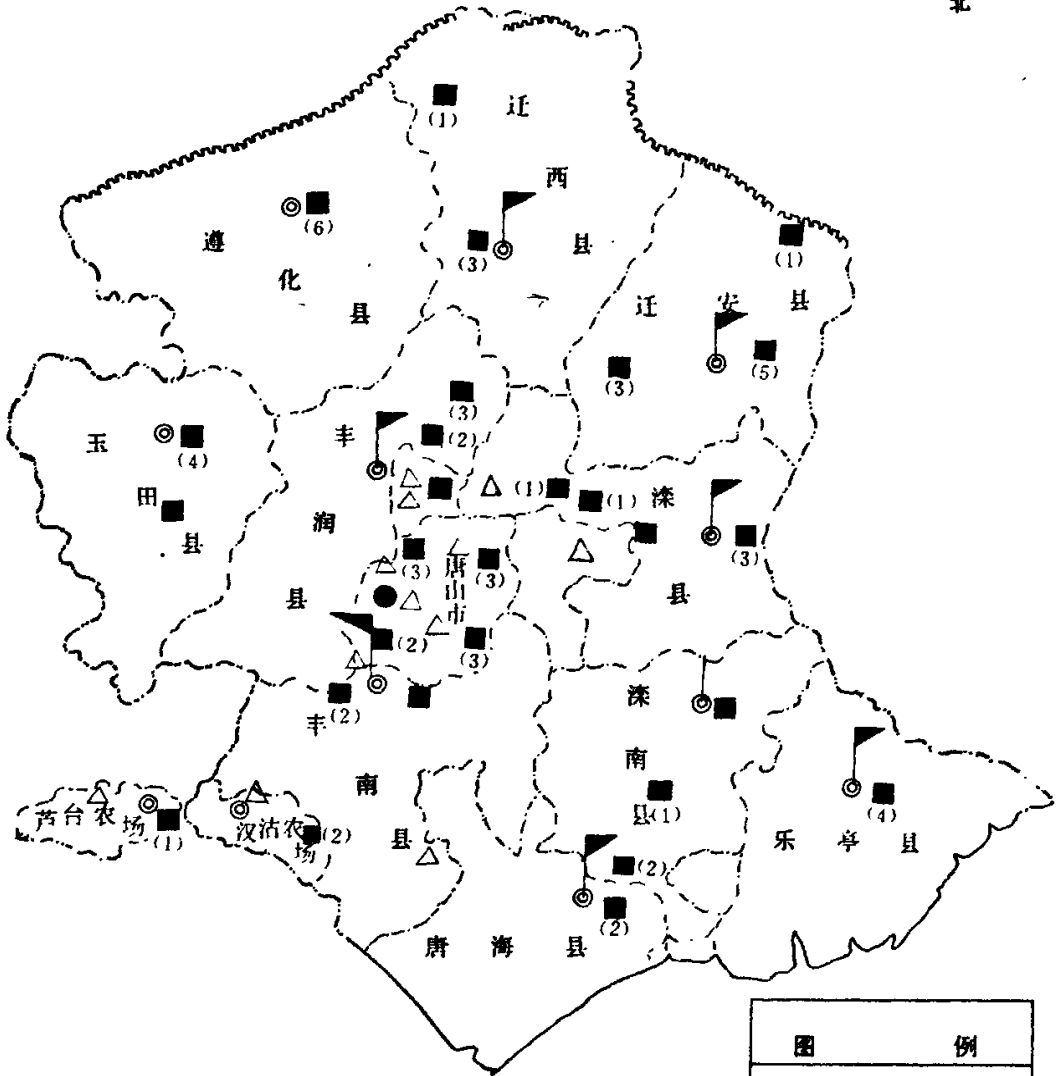 北
迁西县
(1)
(3)
遵化县
(6)
迁安县
(1)
(3)
(5)
玉田县
(4)
丰润县
(3)
(2)
(1)
(1)
滦县
(3)
唐山市
(3)
(3)
(2)
(3)
丰南县
(2)
滦南县
(1)
(2)
乐亭县
(4)
芦台农场
(1)
汉沽农场
(2)
唐海县
(2)
图例